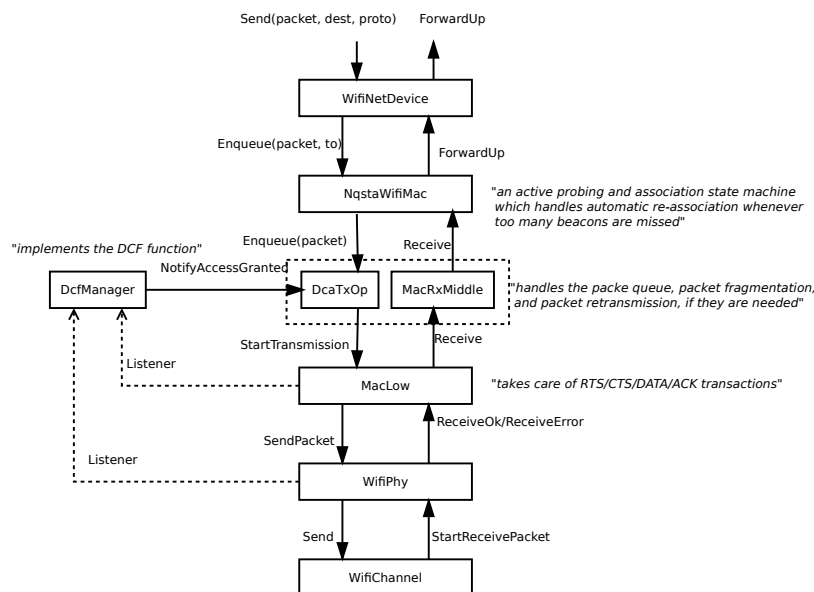 Send(packet, dest, proto)
ForwardUp
WifiNetDevice
Enqueue(packet, to)
ForwardUp
NqstaWifiMac
"an active probing and association state machine
which handles automatic re-association whenever
too many beacons are missed"
Enqueue(packet)
Receive
"implements the DCF function"
NotifyAccessGranted
DcfManager
DcaTxOp
MacRxMiddle
"handles the packe queue, packet fragmentation,
and packet retransmission, if they are needed"
StartTransmission
Receive
Listener
MacLow
"takes care of RTS/CTS/DATA/ACK transactions"
ReceiveOk/ReceiveError
SendPacket
Listener
WifiPhy
Send
StartReceivePacket
WifiChannel